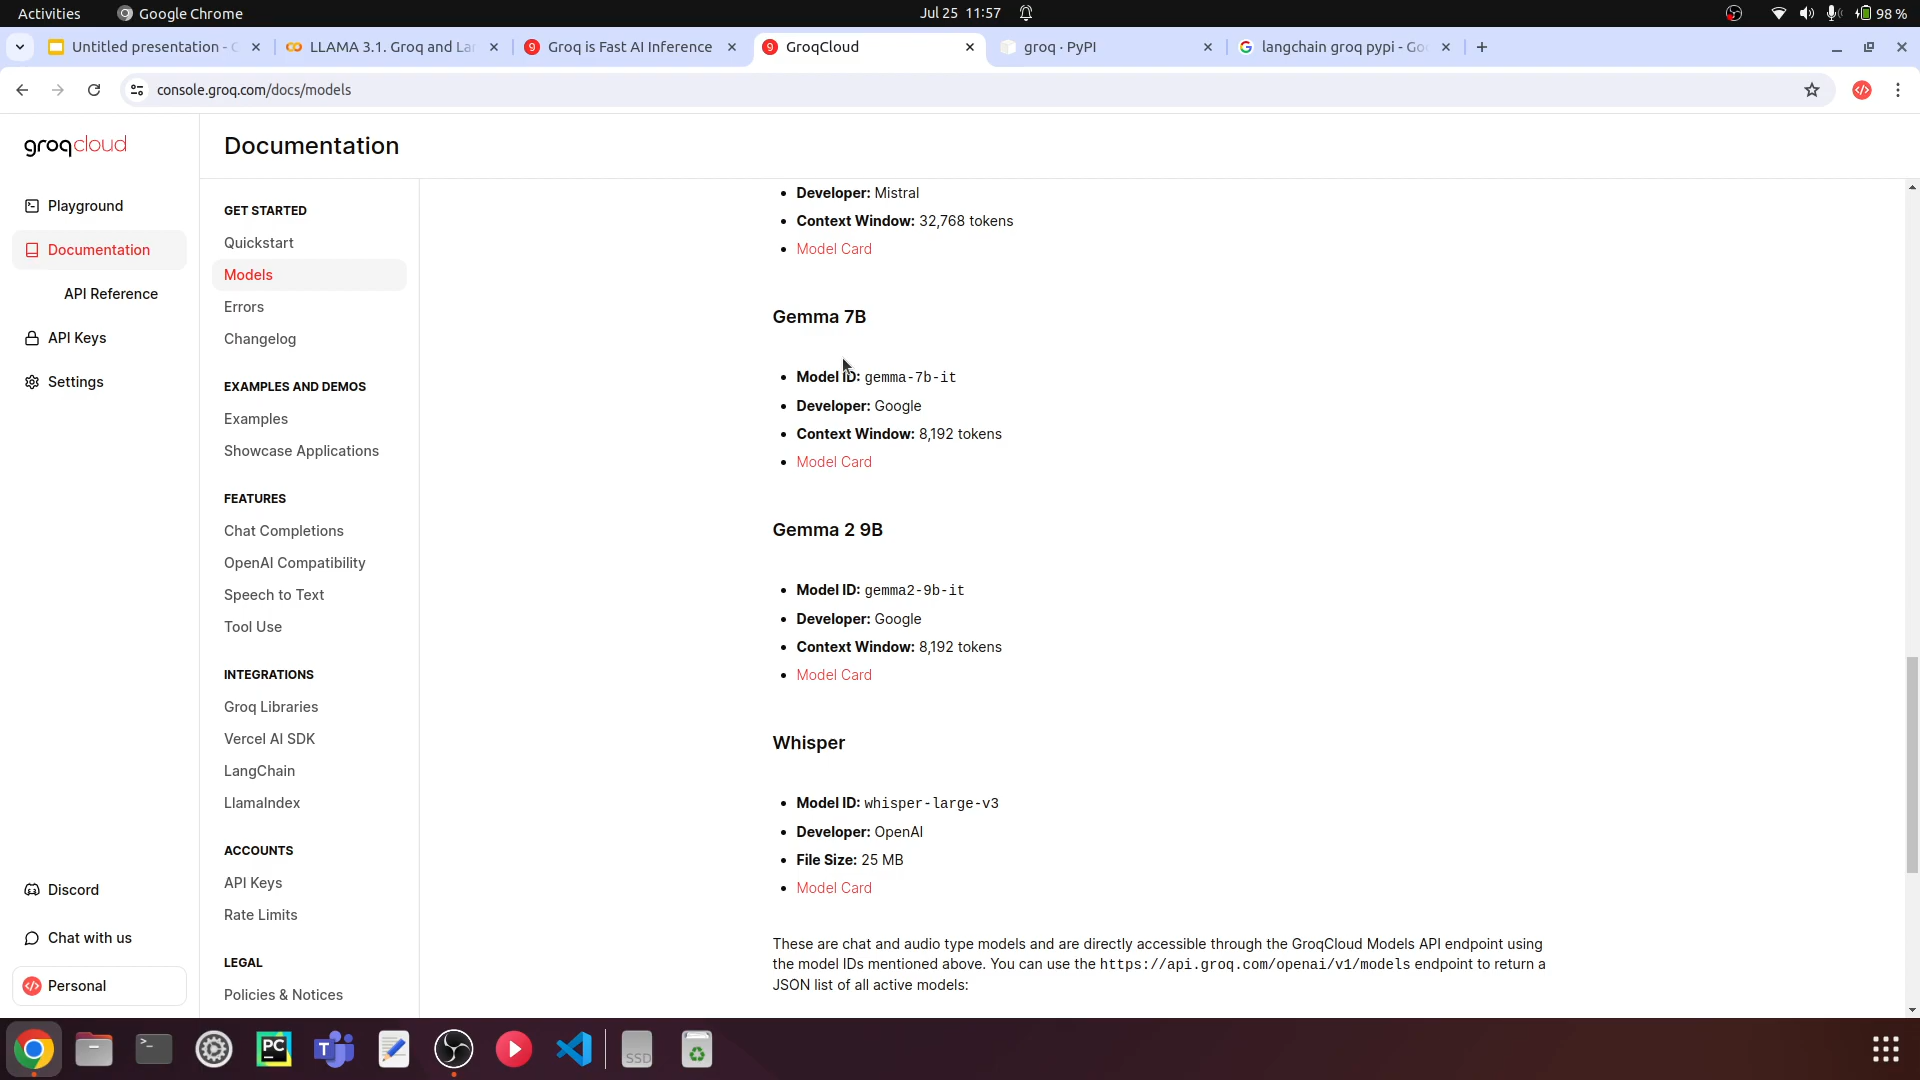 Activities
Google Chrome
Jul 25 11:57
98 %
Untitled presentation -
LLAMA 3.1. Groq and La
Groq is Fast AI Inference
GroqCloud
groq · PyPI
langchain groq pypi - Go
console.groq.com/docs/models
groqcloud
Playground
Documentation
API Reference
API Keys
Settings
Discord
Chat with us
Personal
Documentation
GET STARTED
Quickstart
Models
Errors
Changelog
EXAMPLES AND DEMOS
Examples
Showcase Applications
FEATURES
Chat Completions
OpenAI Compatibility
Speech to Text
Tool Use
INTEGRATIONS
Groq Libraries
Vercel AI SDK
LangChain
LlamaIndex
ACCOUNTS
API Keys
Rate Limits
LEGAL
Policies & Notices
Developer: Mistral
Context Window: 32,768 tokens
Model Card
Gemma 7B
Model ID: gemma-7b-it
Developer: Google
Context Window: 8,192 tokens
Model Card
Gemma 2 9B
Model ID: gemma2-9b-it
Developer: Google
Context Window: 8,192 tokens
Model Card
Whisper
Model ID: whisper-large-v3
Developer: OpenAI
File Size: 25 MB
Model Card
These are chat and audio type models and are directly accessible through the GroqCloud Models API endpoint using
the model IDs mentioned above. You can use the https://api.groq.com/openai/v1/models endpoint to return a
JSON list of all active models:
PC
SSD